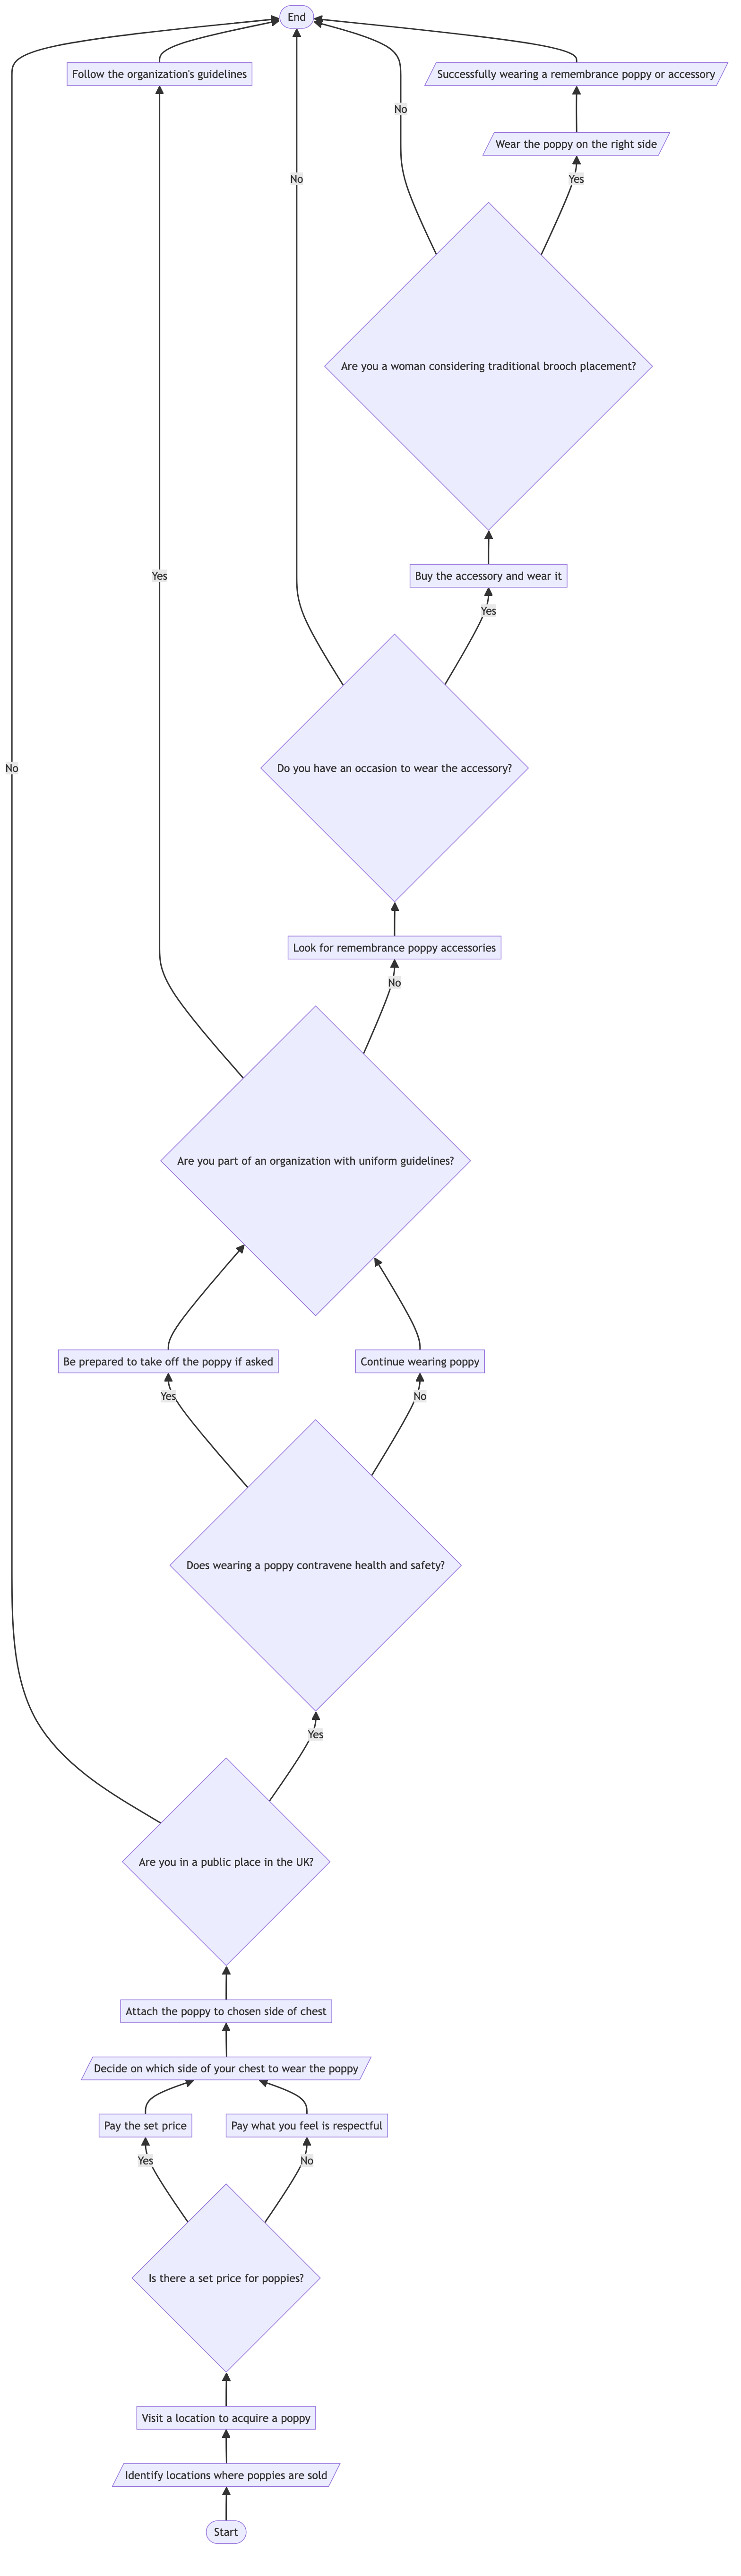 End
Follow the organization's guidelines
Successfully wearing a remembrance poppy or accessory
No
Wear the poppy on the right side
No
Yes
Are you a woman considering traditional brooch placement?
Yes
Buy the accessory and wear it
Yes
No
Do you have an occasion to wear the accessory?
Look for remembrance poppy accessories
No
Are you part of an organization with uniform guidelines?
Be prepared to take off the poppy if asked
Continue wearing poppy
Yes
No
Does wearing a poppy contravene health and safety?
Yes
Are you in a public place in the UK?
Attach the poppy to chosen side of chest
Decide on which side of your chest to wear the poppy
Pay the set price
Pay what you feel is respectful
Yes
No
Is there a set price for poppies?
Visit a location to acquire a poppy
Identify locations where poppies are sold
Start